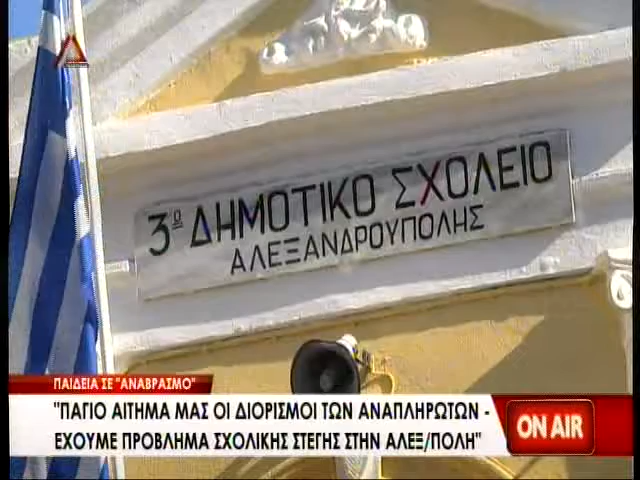 3º ΔΗΜΟΤΙΚΟ ΣΧΟΛΕΙΟ
ΑΛΕΞΑΝΔΡΟΥΠΟΛΗΣ
ΠΑΙΔΕΙΑ ΣΕ "ΑΝΑΒΡΑΣΜΟ"
"ΠΑΓΙΟ ΑΙΤΗΜΑ ΜΑΣ ΟΙ ΔΙΟΡΙΣΜΟΙ ΤΩΝ ΑΝΑΠΛΗΡΩΤΩΝ -
ΕΧΟΥΜΕ ΠΡΟΒΛΗΜΑ ΣΧΟΛΙΚΗΣ ΣΤΕΓΗΣ ΣΤΗΝ ΑΛΕΞ/ΠΟΛΗ"
ON AIR